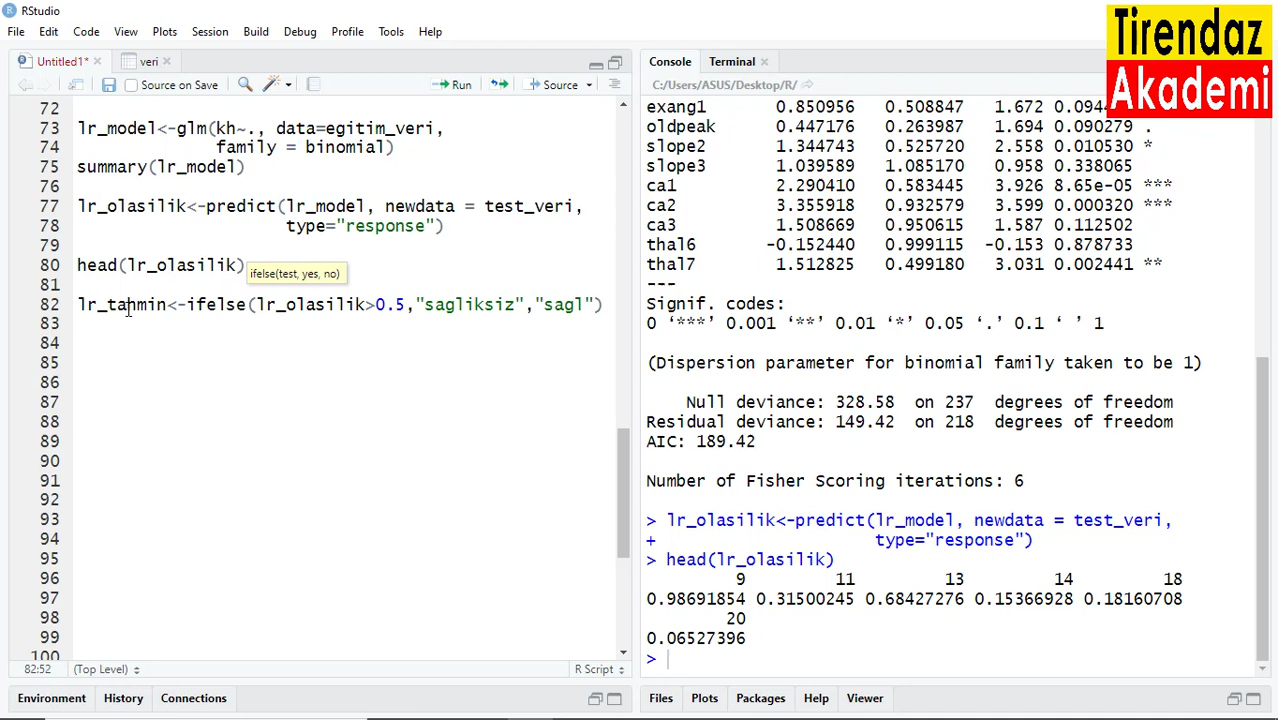 RStudio
File Edit Code View Plots Session Build Debug Profile Tools Help
Tirendaz
Akademi
Untitled1* veri
Source on Save Run Source
72
73 lr_model<-glm(kh~., data=egitim_veri,
74 family = binomial)
75 summary(lr_model)
76
77 lr_olasilik<-predict(lr_model, newdata = test_veri,
78 type="response")
79
80 head(lr_olasilik)
ifelse(test, yes, no)
81
82 lr_tahmin<-ifelse(lr_olasilik>0.5,"sagliksiz","sagl")
83
84
85
86
87
88
89
90
91
92
93
94
95
96
97
98
99
100
82:52 (Top Level) R Script
Environment History Connections
Console Terminal
C:/Users/ASUS/Desktop/R/
exang1 0.850956 0.508847 1.672
oldpeak 0.447176 0.263987 1.694 0.090279 .
slope2 1.344743 0.525720 2.558 0.010530 *
slope3 1.039589 1.085170 0.958 0.338065
ca1 2.290410 0.583445 3.926 8.65e-05 ***
ca2 3.355918 0.932579 3.599 0.000320 ***
ca3 1.508669 0.950615 1.587 0.112502
thal6 -0.152440 0.999115 -0.153 0.878733
thal7 1.512825 0.499180 3.031 0.002441 **
---
Signif. codes:
0 ‘***’ 0.001 ‘**’ 0.01 ‘*’ 0.05 ‘.’ 0.1 ‘ ’ 1
(Dispersion parameter for binomial family taken to be 1)
Null deviance: 328.58 on 237 degrees of freedom
Residual deviance: 149.42 on 218 degrees of freedom
AIC: 189.42
Number of Fisher Scoring iterations: 6
> lr_olasilik<-predict(lr_model, newdata = test_veri,
+ type="response")
> head(lr_olasilik)
9 11 13 14 18
0.98691854 0.31500245 0.68427276 0.15366928 0.18160708
20
0.06527396
>
Files Plots Packages Help Viewer